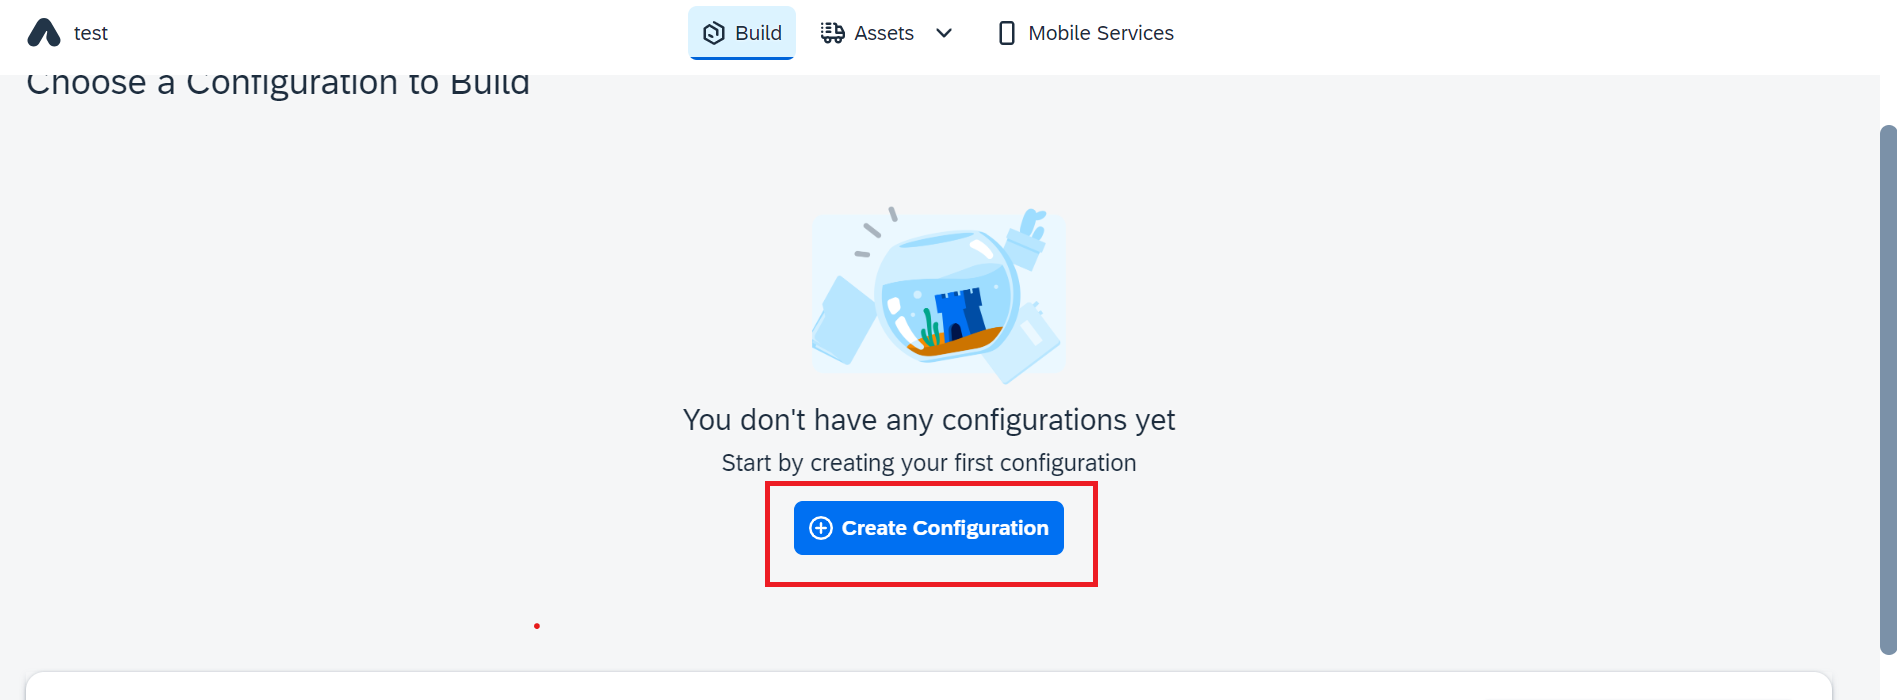 test
Build
Assets
Mobile Services
Choose a Configuration to Build
You don't have any configurations yet
Start by creating your first configuration
Create Configuration